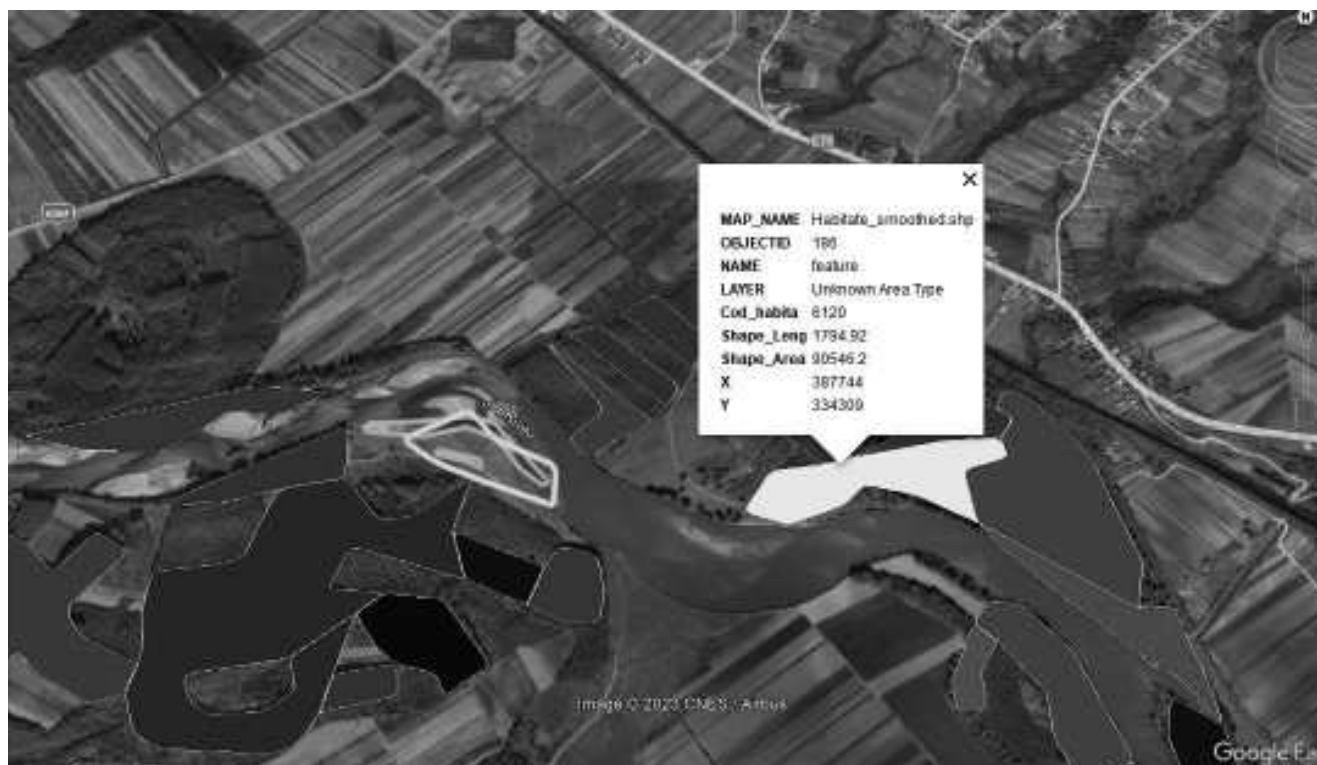 MAP_NAME Habitate_smoothed.shp
OBJECTID 186
NAME feature
LAYER Unknown Area Type
Cod_habita 6120
Shape_Leng 1794.92
Shape_Area 90546.2
X 387744
Y 334309
Image © 2023 CNES / Airbus